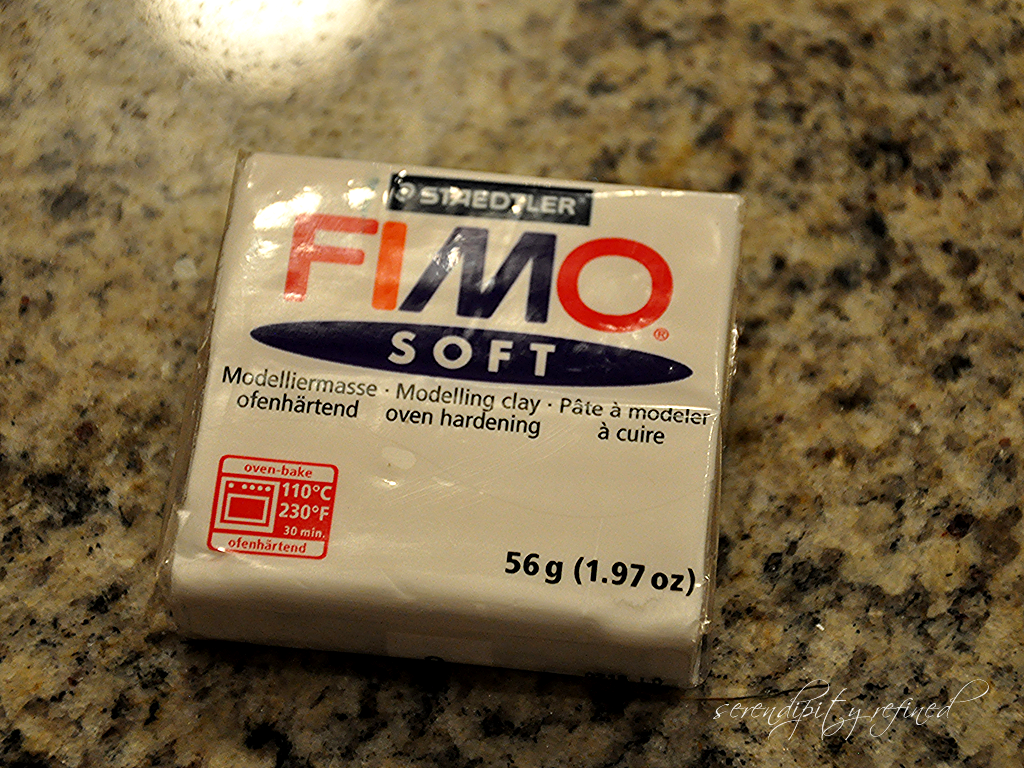 STAEDTLER
FIMO®
SOFT
Modelliermasse · Modelling clay · Pâte à modeler
ofenhärtend oven hardening à cuire
oven-bake
110°C
230°F
30 min.
ofenhärtend
56 g (1.97 oz)
serendipity refined